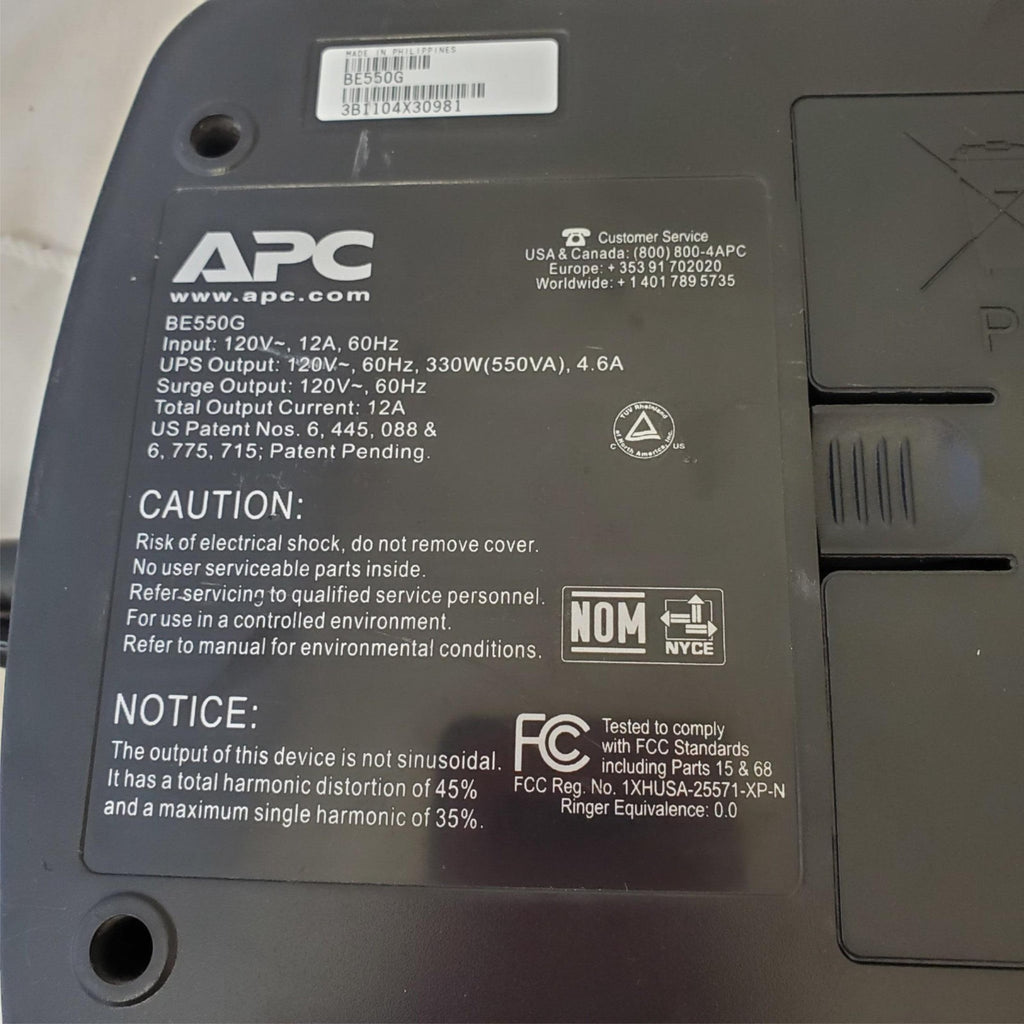 MADE IN PHILIPPINES
BE550G
3B1104X30981
APC
www.apc.com
Customer Service
USA & Canada: (800) 800-4APC
Europe: + 353 91 702020
Worldwide: + 1 401 789 5735
BE550G
Input: 120V~, 12A, 60Hz
UPS Output: 120V~, 60Hz, 330W(550VA), 4.6A
Surge Output: 120V~, 60Hz
Total Output Current: 12A
US Patent Nos. 6, 445, 088 &
6, 775, 715; Patent Pending.
TUV Rheinland
of North America, Inc.
C US
CAUTION:
Risk of electrical shock, do not remove cover.
No user serviceable parts inside.
Refer servicing to qualified service personnel.
For use in a controlled environment.
Refer to manual for environmental conditions.
NOM
NYCE
NOTICE:
The output of this device is not sinusoidal.
It has a total harmonic distortion of 45%
and a maximum single harmonic of 35%.
FC
Tested to comply
with FCC Standards
including Parts 15 & 68
FCC Reg. No. 1XHUSA-25571-XP-N
Ringer Equivalence: 0.0
P